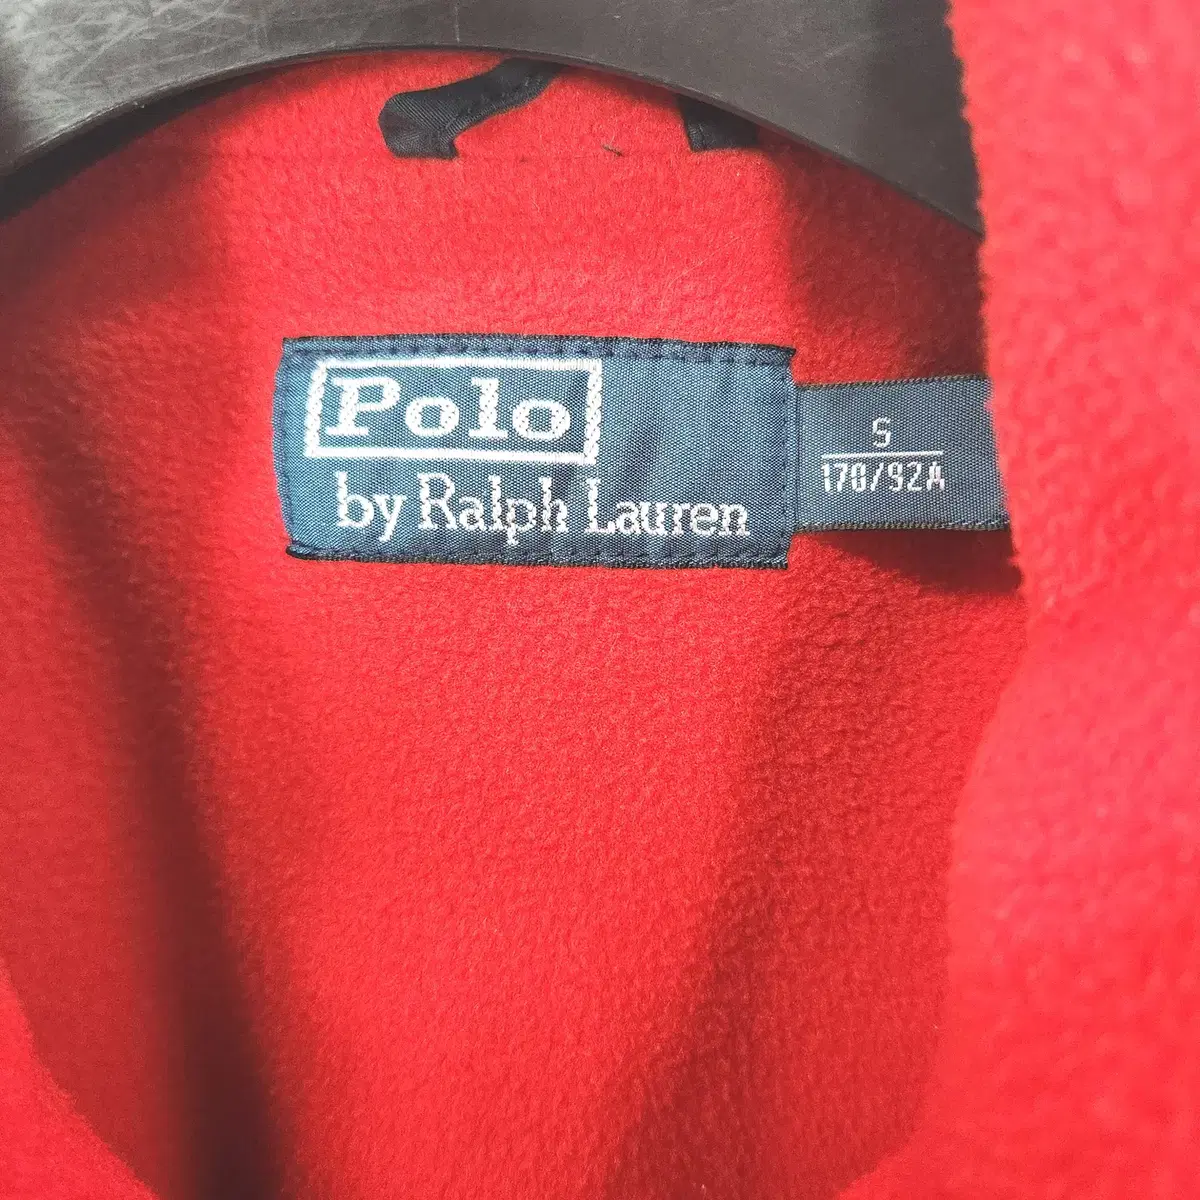 Polo
by Ralph Lauren
S
170/92A